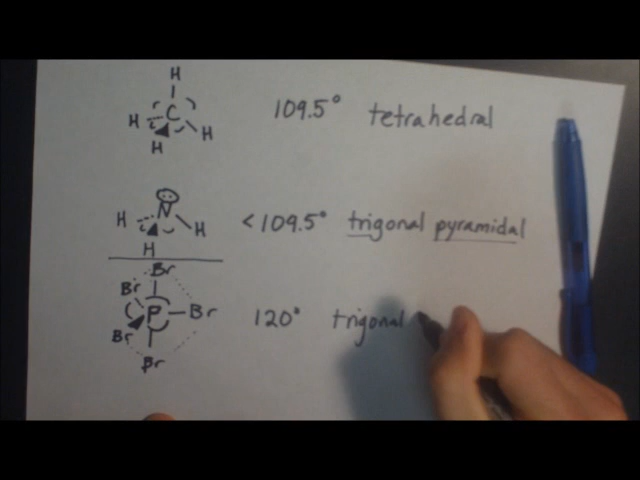 H
C 109.5° tetrahedral
H H
H
N
H H <109.5° trigonal pyramidal
H
Br
Br
P Br 120° trigonal
Br
Br